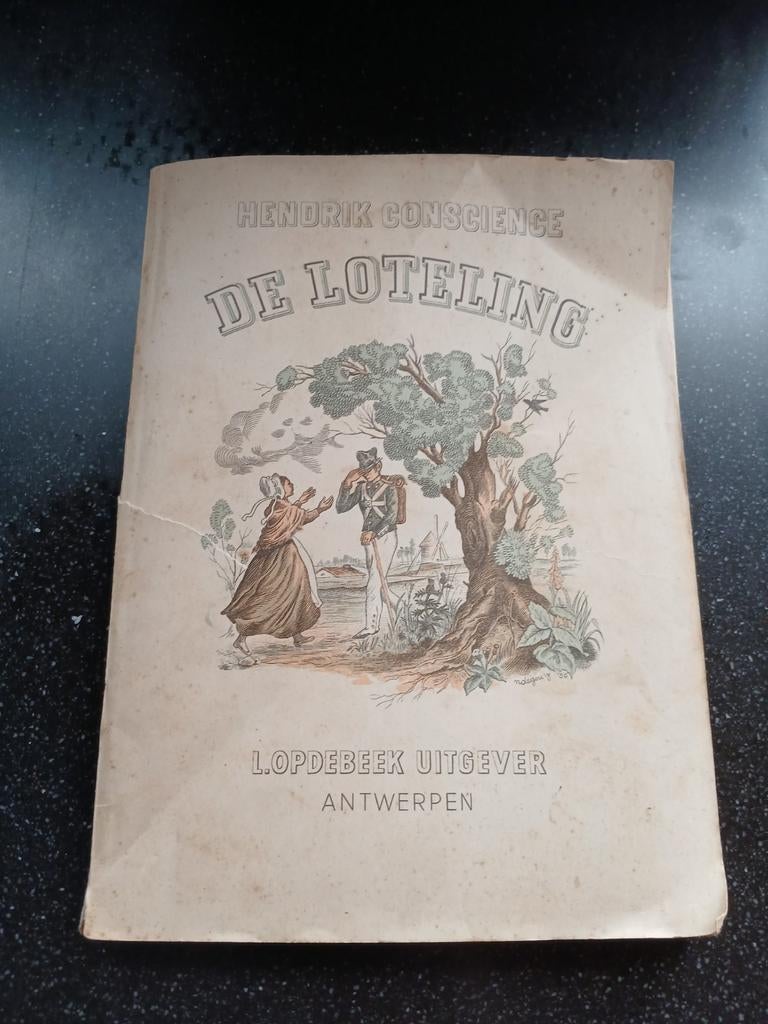 HENDRIK CONSCIENCE
DE LOTELING
L.OPDEBEEK UITGEVER
ANTWERPEN